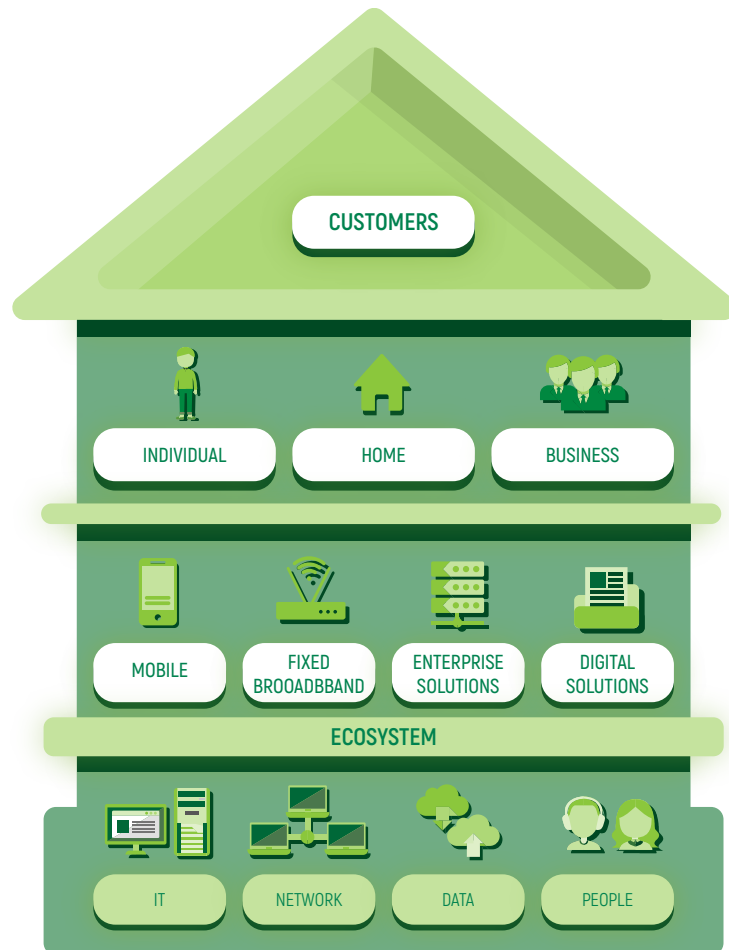 CUSTOMERS
INDIVIDUAL
HOME
BUSINESS
MOBILE
FIXED
BROOADBBAND
ENTERPRISE
SOLUTIONS
DIGITAL
SOLUTIONS
ECOSYSTEM
IT
NETWORK
DATA
PEOPLE